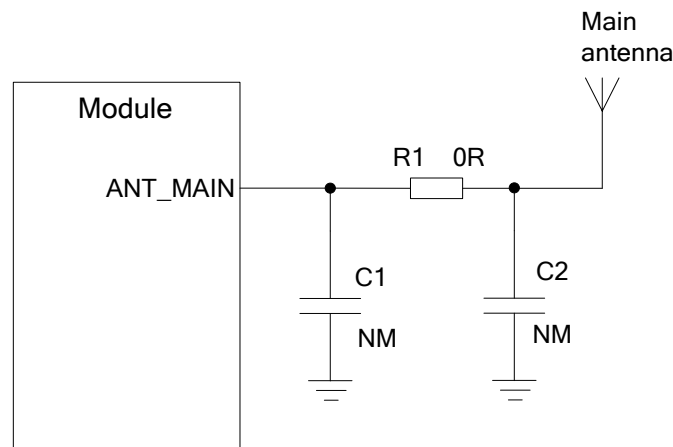 Main
antenna
Module
R1 0R
ANT_MAIN
C1
NM
C2
NM